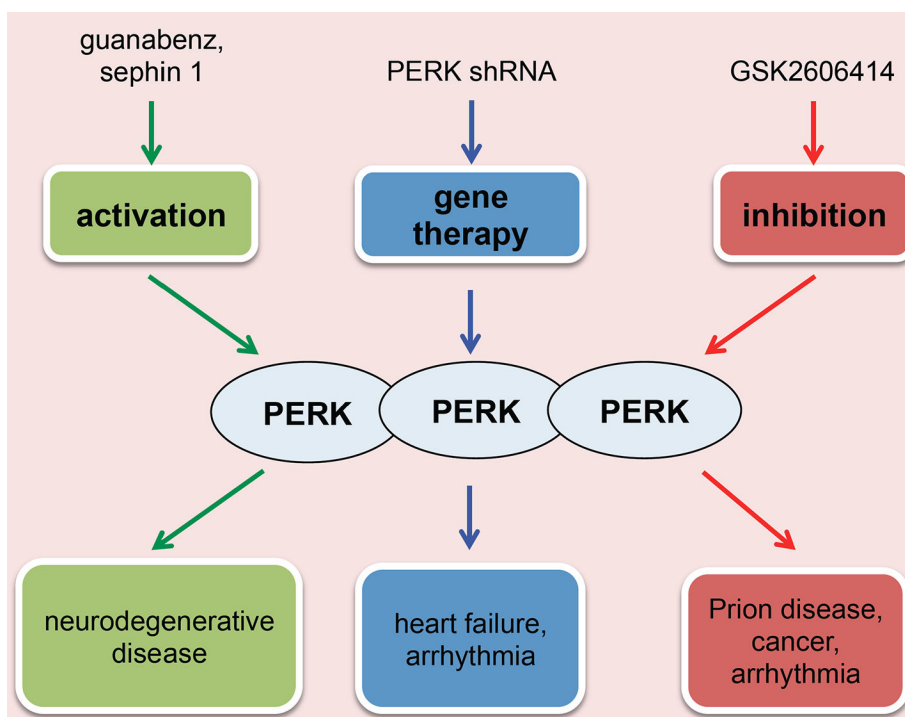 guanabenz,
sephin 1
PERK shRNA
GSK2606414
activation
gene
therapy
inhibition
PERK
PERK
PERK
neurodegenerative
disease
heart failure,
arrhythmia
Prion disease,
cancer,
arrhythmia